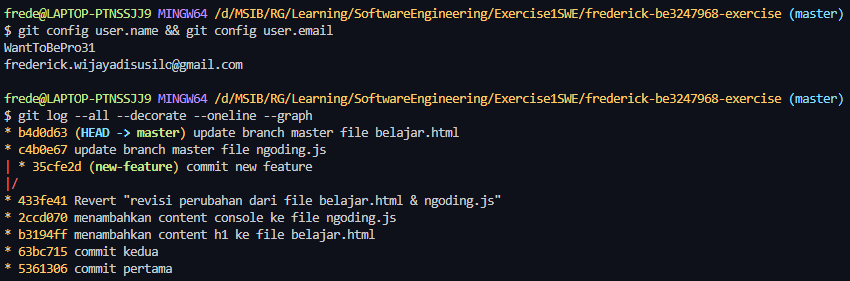 frede@LAPTOP-PTNSSJJ9 MINGW64 /d/MSIB/RG/Learning/SoftwareEngineering/Exercise1SWE/frederick-be3247968-exercise (master)
$ git config user.name && git config user.email
WantToBePro31
frederick.wijayadisusilc@gmail.com
frede@LAPTOP-PTNSSJJ9 MINGW64 /d/MSIB/RG/Learning/SoftwareEngineering/Exercise1SWE/frederick-be3247968-exercise (master)
$ git log --all --decorate --oneline --graph
* b4d0d63 (HEAD -> master) update branch master file belajar.html
* c4b0e67 update branch master file ngoding.js
| * 35cfe2d (new-feature) commit new feature
|/
* 433fe41 Revert "revisi perubahan dari file belajar.html & ngoding.js"
* 2ccd070 menambahkan content console ke file ngoding.js
* b3194ff menambahkan content h1 ke file belajar.html
* 63bc715 commit kedua
* 5361306 commit pertama